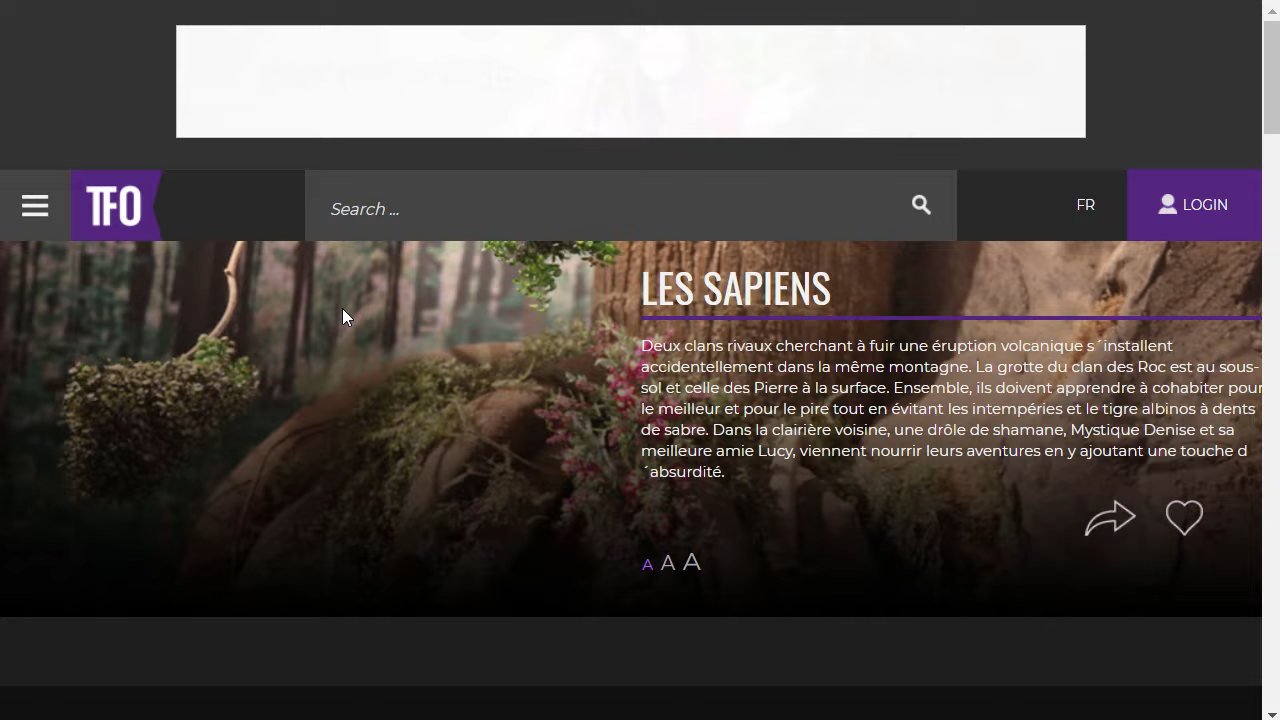 TFO
Search ...
FR
LOGIN
LES SAPIENS
Deux clans rivaux cherchant à fuir une éruption volcanique s´installent
accidentellement dans la même montagne. La grotte du clan des Roc est au sous-
sol et celle des Pierre à la surface. Ensemble, ils doivent apprendre à cohabiter pour
le meilleur et pour le pire tout en évitant les intempéries et le tigre albinos à dents
de sabre. Dans la clairière voisine, une drôle de shamane, Mystique Denise et sa
meilleure amie Lucy, viennent nourrir leurs aventures en y ajoutant une touche d
´absurdité.
A A A